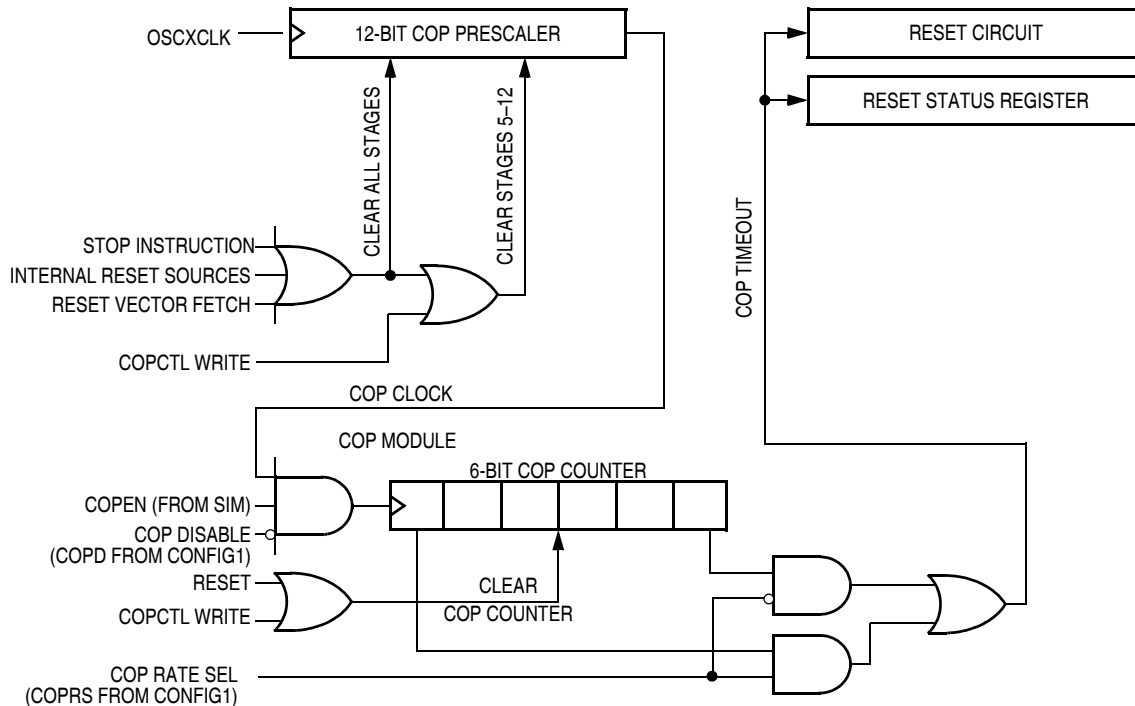 OSCXCLK
12-BIT COP PRESCALER
RESET CIRCUIT
RESET STATUS REGISTER
CLEAR ALL STAGES
CLEAR STAGES 5–12
STOP INSTRUCTION
INTERNAL RESET SOURCES
RESET VECTOR FETCH
COPCTL WRITE
COP TIMEOUT
COP CLOCK
COP MODULE
6-BIT COP COUNTER
COPEN (FROM SIM)
COP DISABLE
(COPD FROM CONFIG1)
RESET
COPCTL WRITE
CLEAR
COP COUNTER
COP RATE SEL
(COPRS FROM CONFIG1)